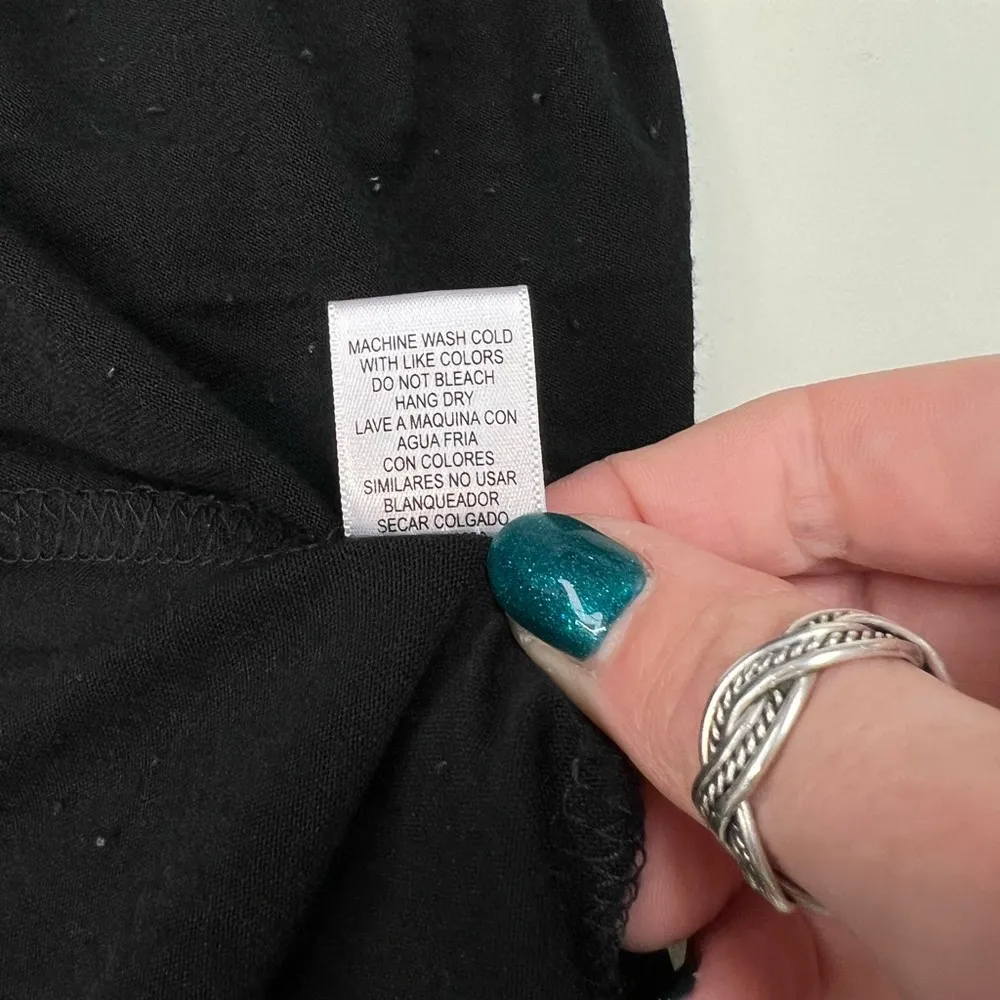 MACHINE WASH COLD
WITH LIKE COLORS
DO NOT BLEACH
HANG DRY
LAVE A MAQUINA CON
AGUA FRIA
CON COLORES
SIMILARES NO USAR
BLANQUEADOR
SECAR COLGADO